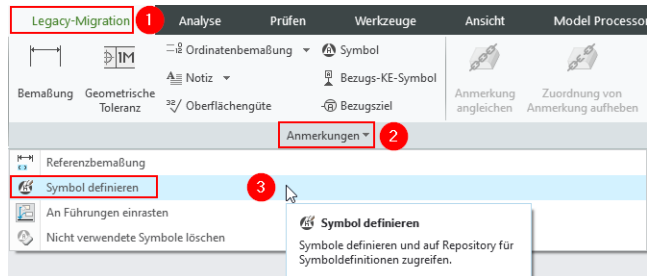 Legacy-Migration 1 Analyse Prüfen Werkzeuge Ansicht Model Processor
Bemaßung
Geometrische
Toleranz
Ordinatenbemaßung
Notiz
Oberflächengüte
Symbol
Bezugs-KE-Symbol
Bezugsziel
Anmerkung
angleichen
Zuordnung von
Anmerkung aufheben
Anmerkungen 2
Referenzbemaßung
Symbol definieren 3
An Führungen einrasten
Nicht verwendete Symbole löschen
Symbol definieren
Symbole definieren und auf Repository für
Symboldefinitionen zugreifen.